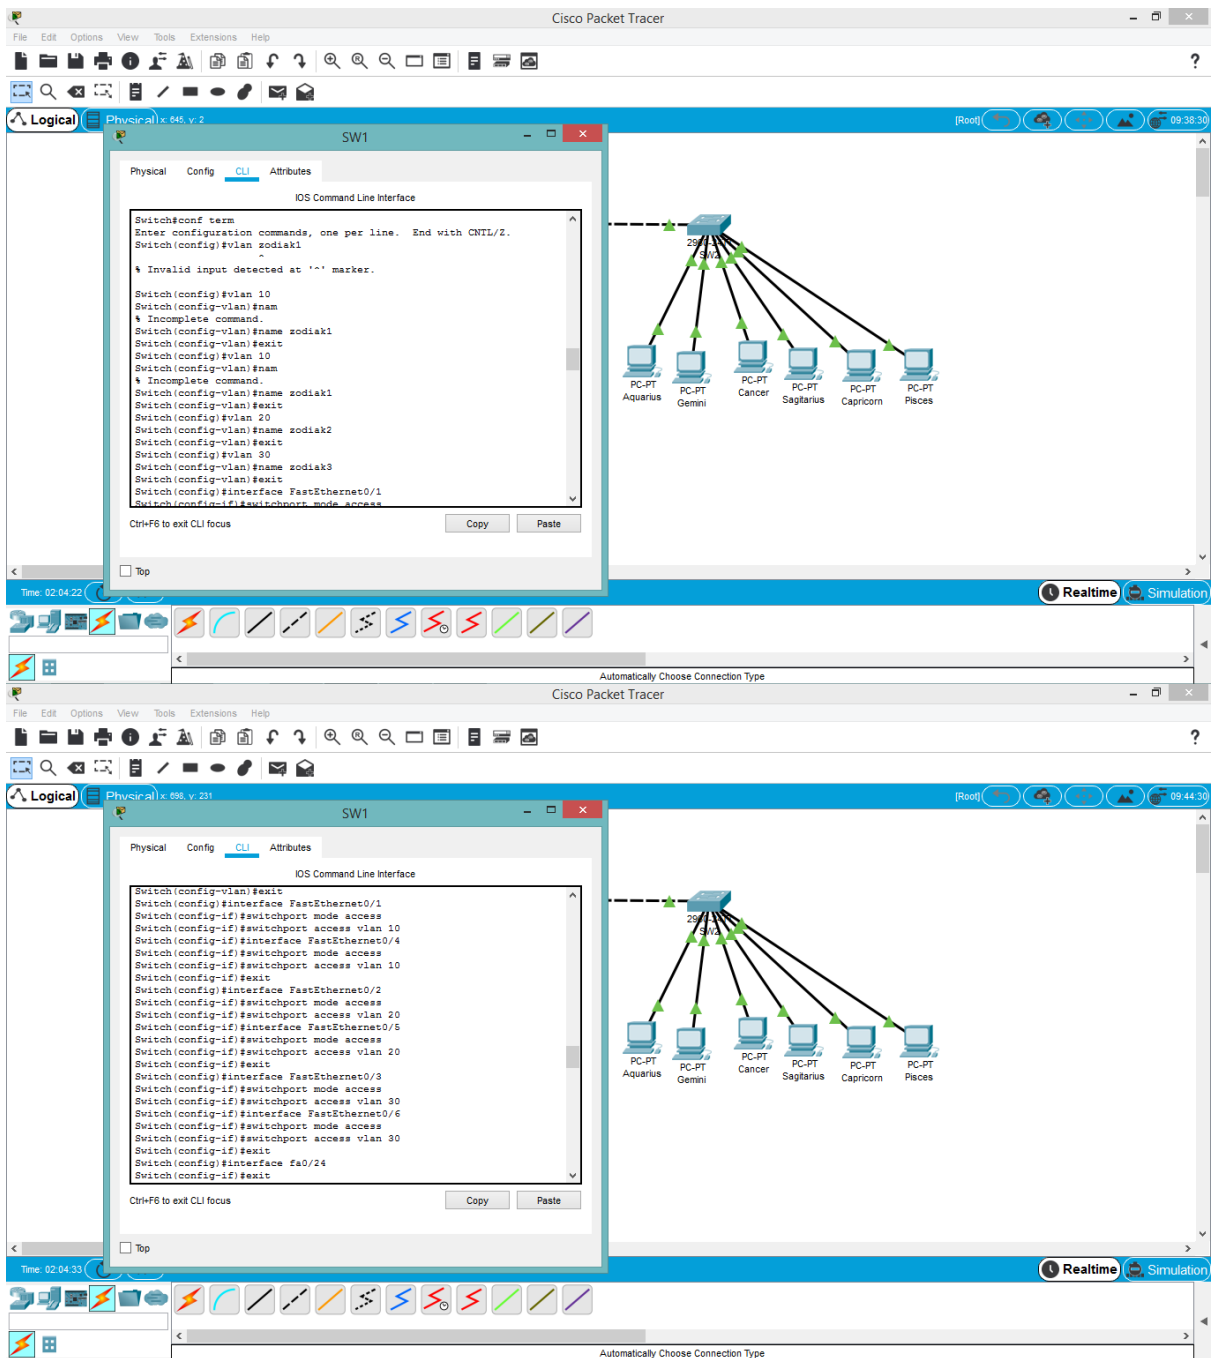 Cisco Packet Tracer
File Edit Options View Tools Extensions Help
?
Logical Physical x: 645, y: 2 [Root] 09:38:30
SW1
Physical Config CLI Attributes
IOS Command Line Interface
Switch#conf term
Enter configuration commands, one per line. End with CNTL/Z.
Switch(config)#vlan zodiak1
^
% Invalid input detected at '^' marker.
Switch(config)#vlan 10
Switch(config-vlan)#nam
% Incomplete command.
Switch(config-vlan)#name zodiak1
Switch(config-vlan)#exit
Switch(config)#vlan 10
Switch(config-vlan)#nam
% Incomplete command.
Switch(config-vlan)#name zodiak1
Switch(config-vlan)#exit
Switch(config)#vlan 20
Switch(config-vlan)#name zodiak2
Switch(config-vlan)#exit
Switch(config)#vlan 30
Switch(config-vlan)#name zodiak3
Switch(config-vlan)#exit
Switch(config)#interface FastEthernet0/1
Switch(config-if)#switchport mode access
Ctrl+F6 to exit CLI focus
Copy Paste
Top
SW2
PC-PT Aquarius
PC-PT Gemini
PC-PT Cancer
PC-PT Sagitarius
PC-PT Capricorn
PC-PT Pisces
Time: 02:04:22
Realtime Simulation
Automatically Choose Connection Type
Cisco Packet Tracer
File Edit Options View Tools Extensions Help
?
Logical Physical x: 698, y: 231 [Root] 09:44:30
SW1
Physical Config CLI Attributes
IOS Command Line Interface
Switch(config-vlan)#exit
Switch(config)#interface FastEthernet0/1
Switch(config-if)#switchport mode access
Switch(config-if)#switchport access vlan 10
Switch(config-if)#interface FastEthernet0/4
Switch(config-if)#switchport mode access
Switch(config-if)#switchport access vlan 10
Switch(config-if)#exit
Switch(config)#interface FastEthernet0/2
Switch(config-if)#switchport mode access
Switch(config-if)#switchport access vlan 20
Switch(config-if)#interface FastEthernet0/5
Switch(config-if)#switchport mode access
Switch(config-if)#switchport access vlan 20
Switch(config-if)#exit
Switch(config)#interface FastEthernet0/3
Switch(config-if)#switchport mode access
Switch(config-if)#switchport access vlan 30
Switch(config-if)#interface FastEthernet0/6
Switch(config-if)#switchport mode access
Switch(config-if)#switchport access vlan 30
Switch(config-if)#exit
Switch(config)#interface fa0/24
Switch(config-if)#exit
Ctrl+F6 to exit CLI focus
Copy Paste
Top
SW2
PC-PT Aquarius
PC-PT Gemini
PC-PT Cancer
PC-PT Sagitarius
PC-PT Capricorn
PC-PT Pisces
Time: 02:04:33
Realtime Simulation
Automatically Choose Connection Type